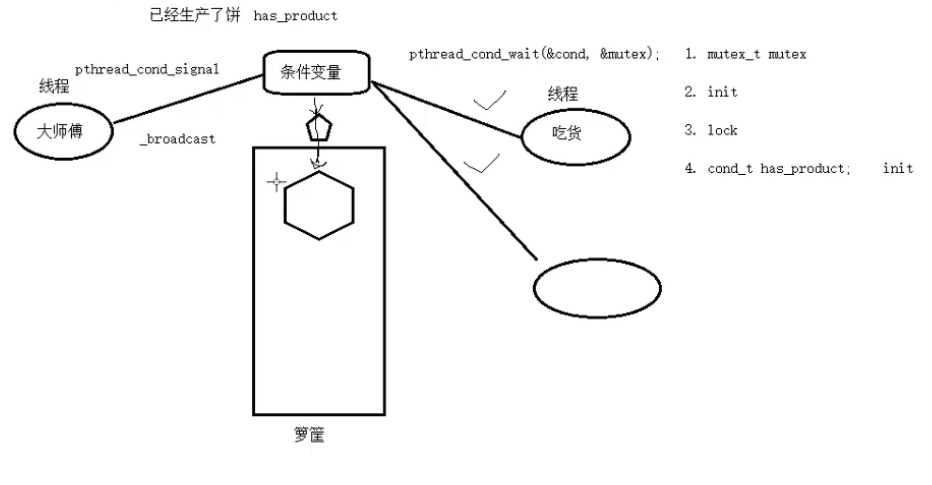 已经生产了饼 has_product
pthread_cond_signal
条件变量
pthread_cond_wait(&cond, &mutex);
线程
大师傅
_broadcast
线程
吃货
箩筐
1. mutex_t mutex
2. init
3. lock
4. cond_t has_product; init